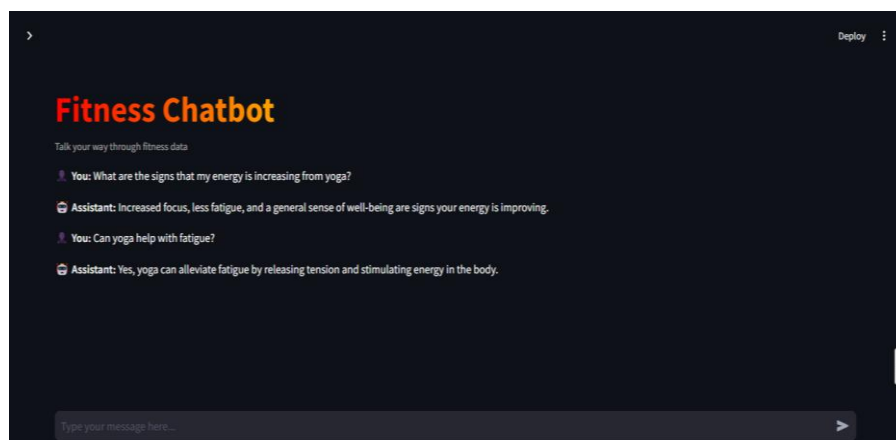 Deploy
Fitness Chatbot
Talk your way through fitness data
You: What are the signs that my energy is increasing from yoga?
Assistant: Increased focus, less fatigue, and a general sense of well-being are signs your energy is improving.
You: Can yoga help with fatigue?
Assistant: Yes, yoga can alleviate fatigue by releasing tension and stimulating energy in the body.
Type your message here...